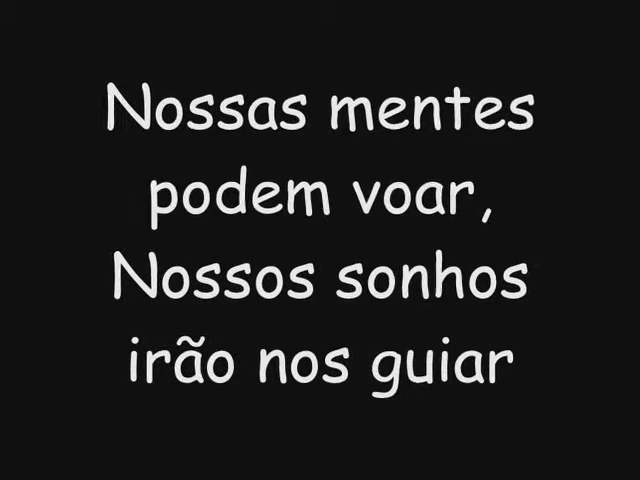 Nossas mentes
podem voar,
Nossos sonhos
irão nos guiar